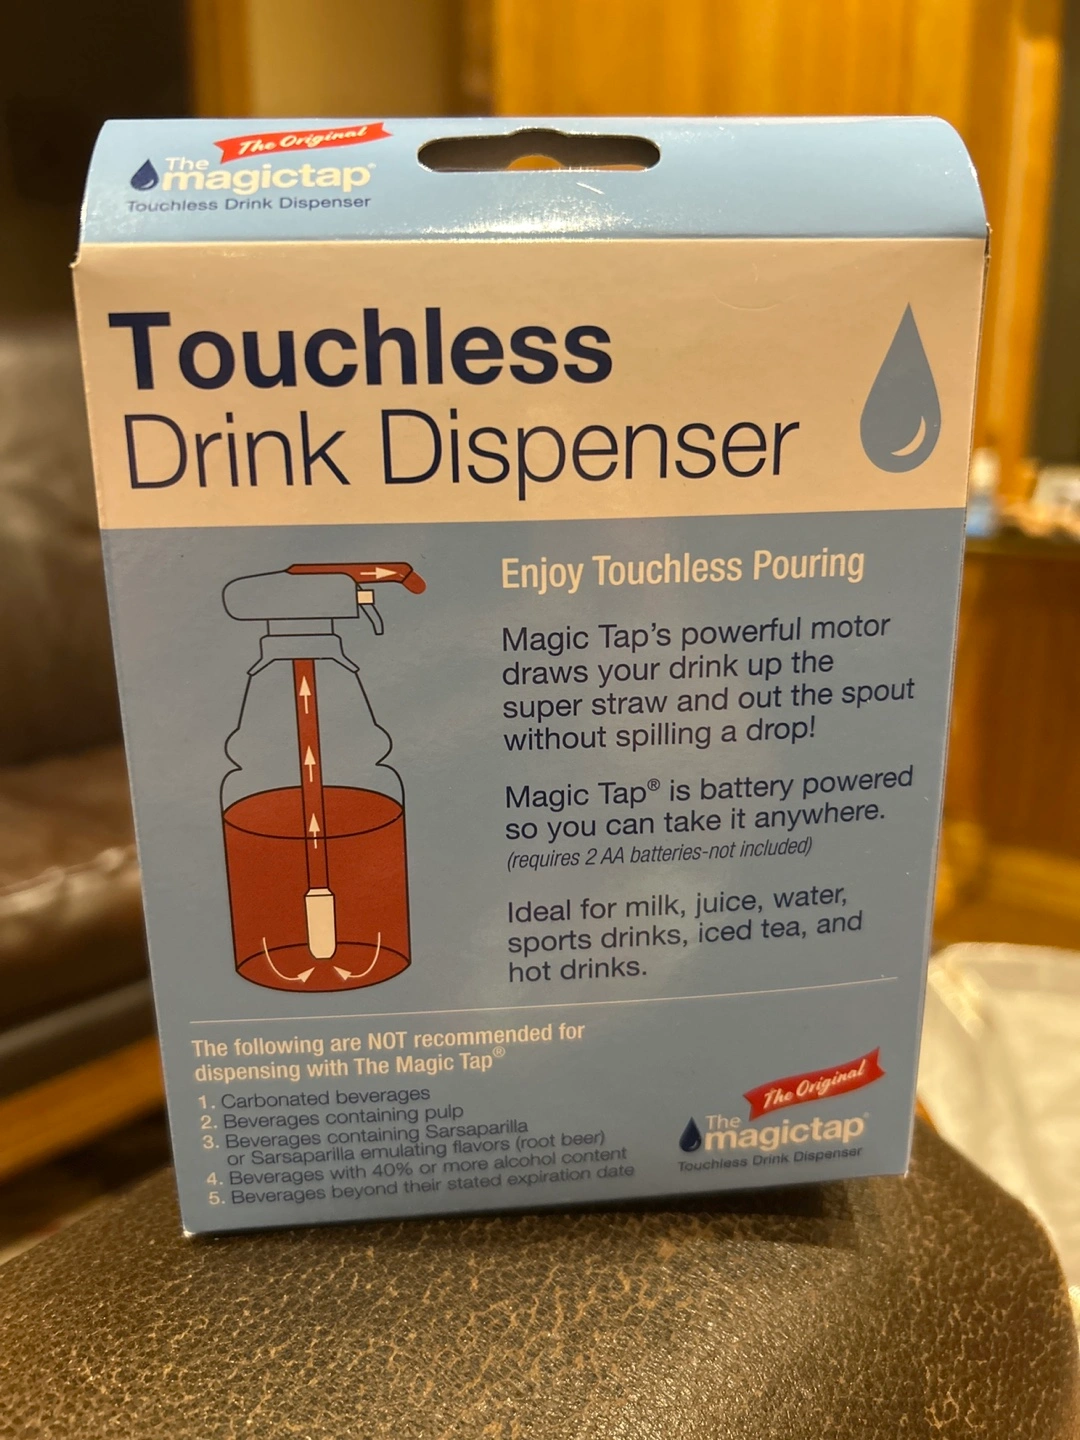 The Original
The
magictap®
Touchless Drink Dispenser
Touchless
Drink Dispenser
Enjoy Touchless Pouring
Magic Tap's powerful motor
draws your drink up the
super straw and out the spout
without spilling a drop!
Magic Tap® is battery powered
so you can take it anywhere.
(requires 2 AA batteries-not included)
Ideal for milk, juice, water,
sports drinks, iced tea, and
hot drinks.
The following are NOT recommended for
dispensing with The Magic Tap®
1. Carbonated beverages
2. Beverages containing pulp
3. Beverages containing Sarsaparilla
or Sarsaparilla emulating flavors (root beer)
4. Beverages with 40% or more alcohol content
5. Beverages beyond their stated expiration date
The Original
The
magictap®
Touchless Drink Dispenser